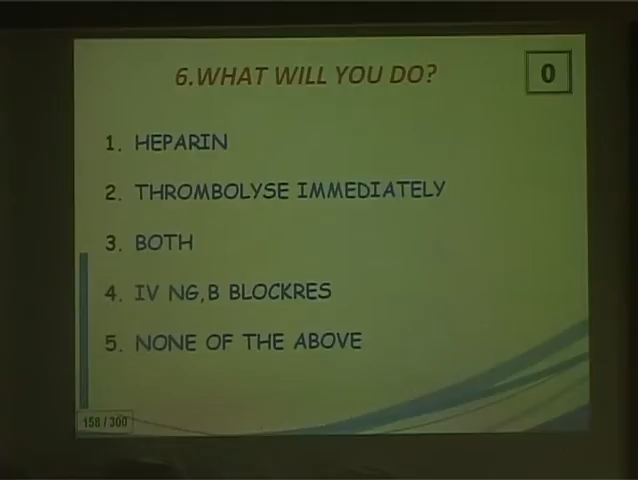 6.WHAT WILL YOU DO?
0
1. HEPARIN
2. THROMBOLYSE IMMEDIATELY
3. BOTH
4. IV NG,B BLOCKRES
5. NONE OF THE ABOVE
158 / 300